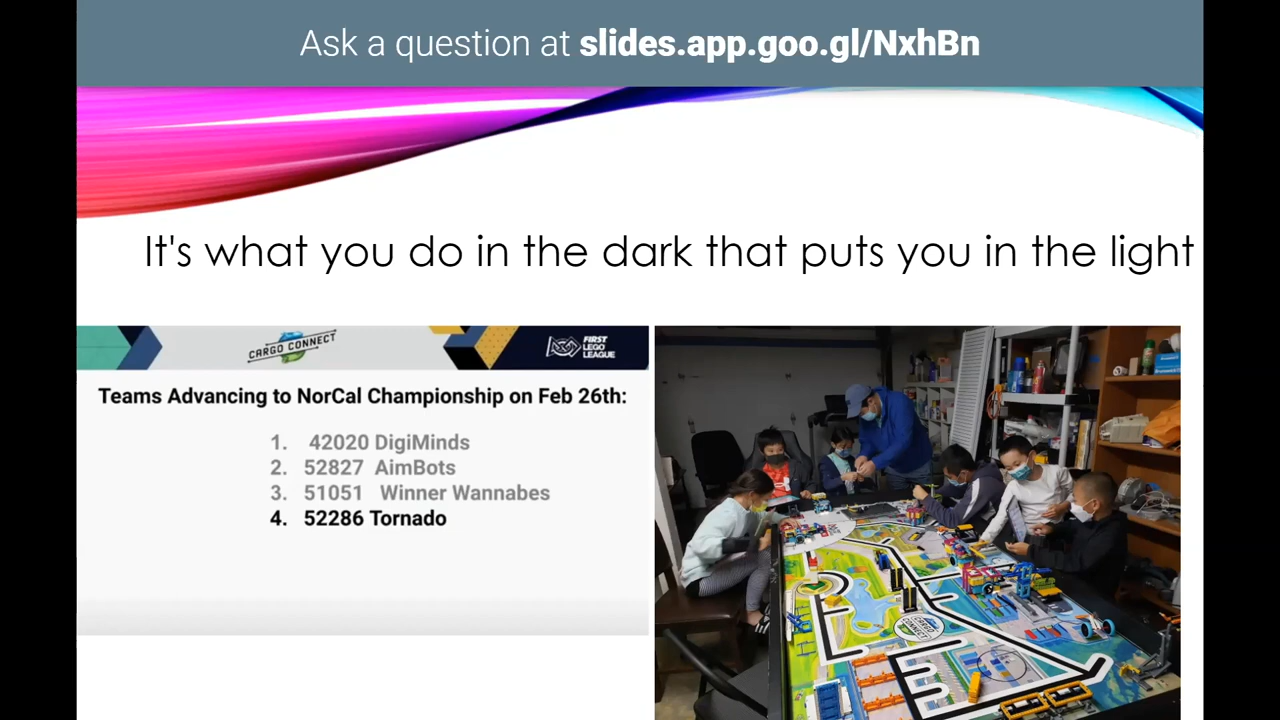 Ask a question at slides.app.goo.gl/NxhBn
It's what you do in the dark that puts you in the light
CARGO CONNECT
FIRST
LEGO
LEAGUE
Teams Advancing to NorCal Championship on Feb 26th:
1. 42020 DigiMinds
2. 52827 AimBots
3. 51051 Winner Wannabes
4. 52286 Tornado
CARGO
CONNECT